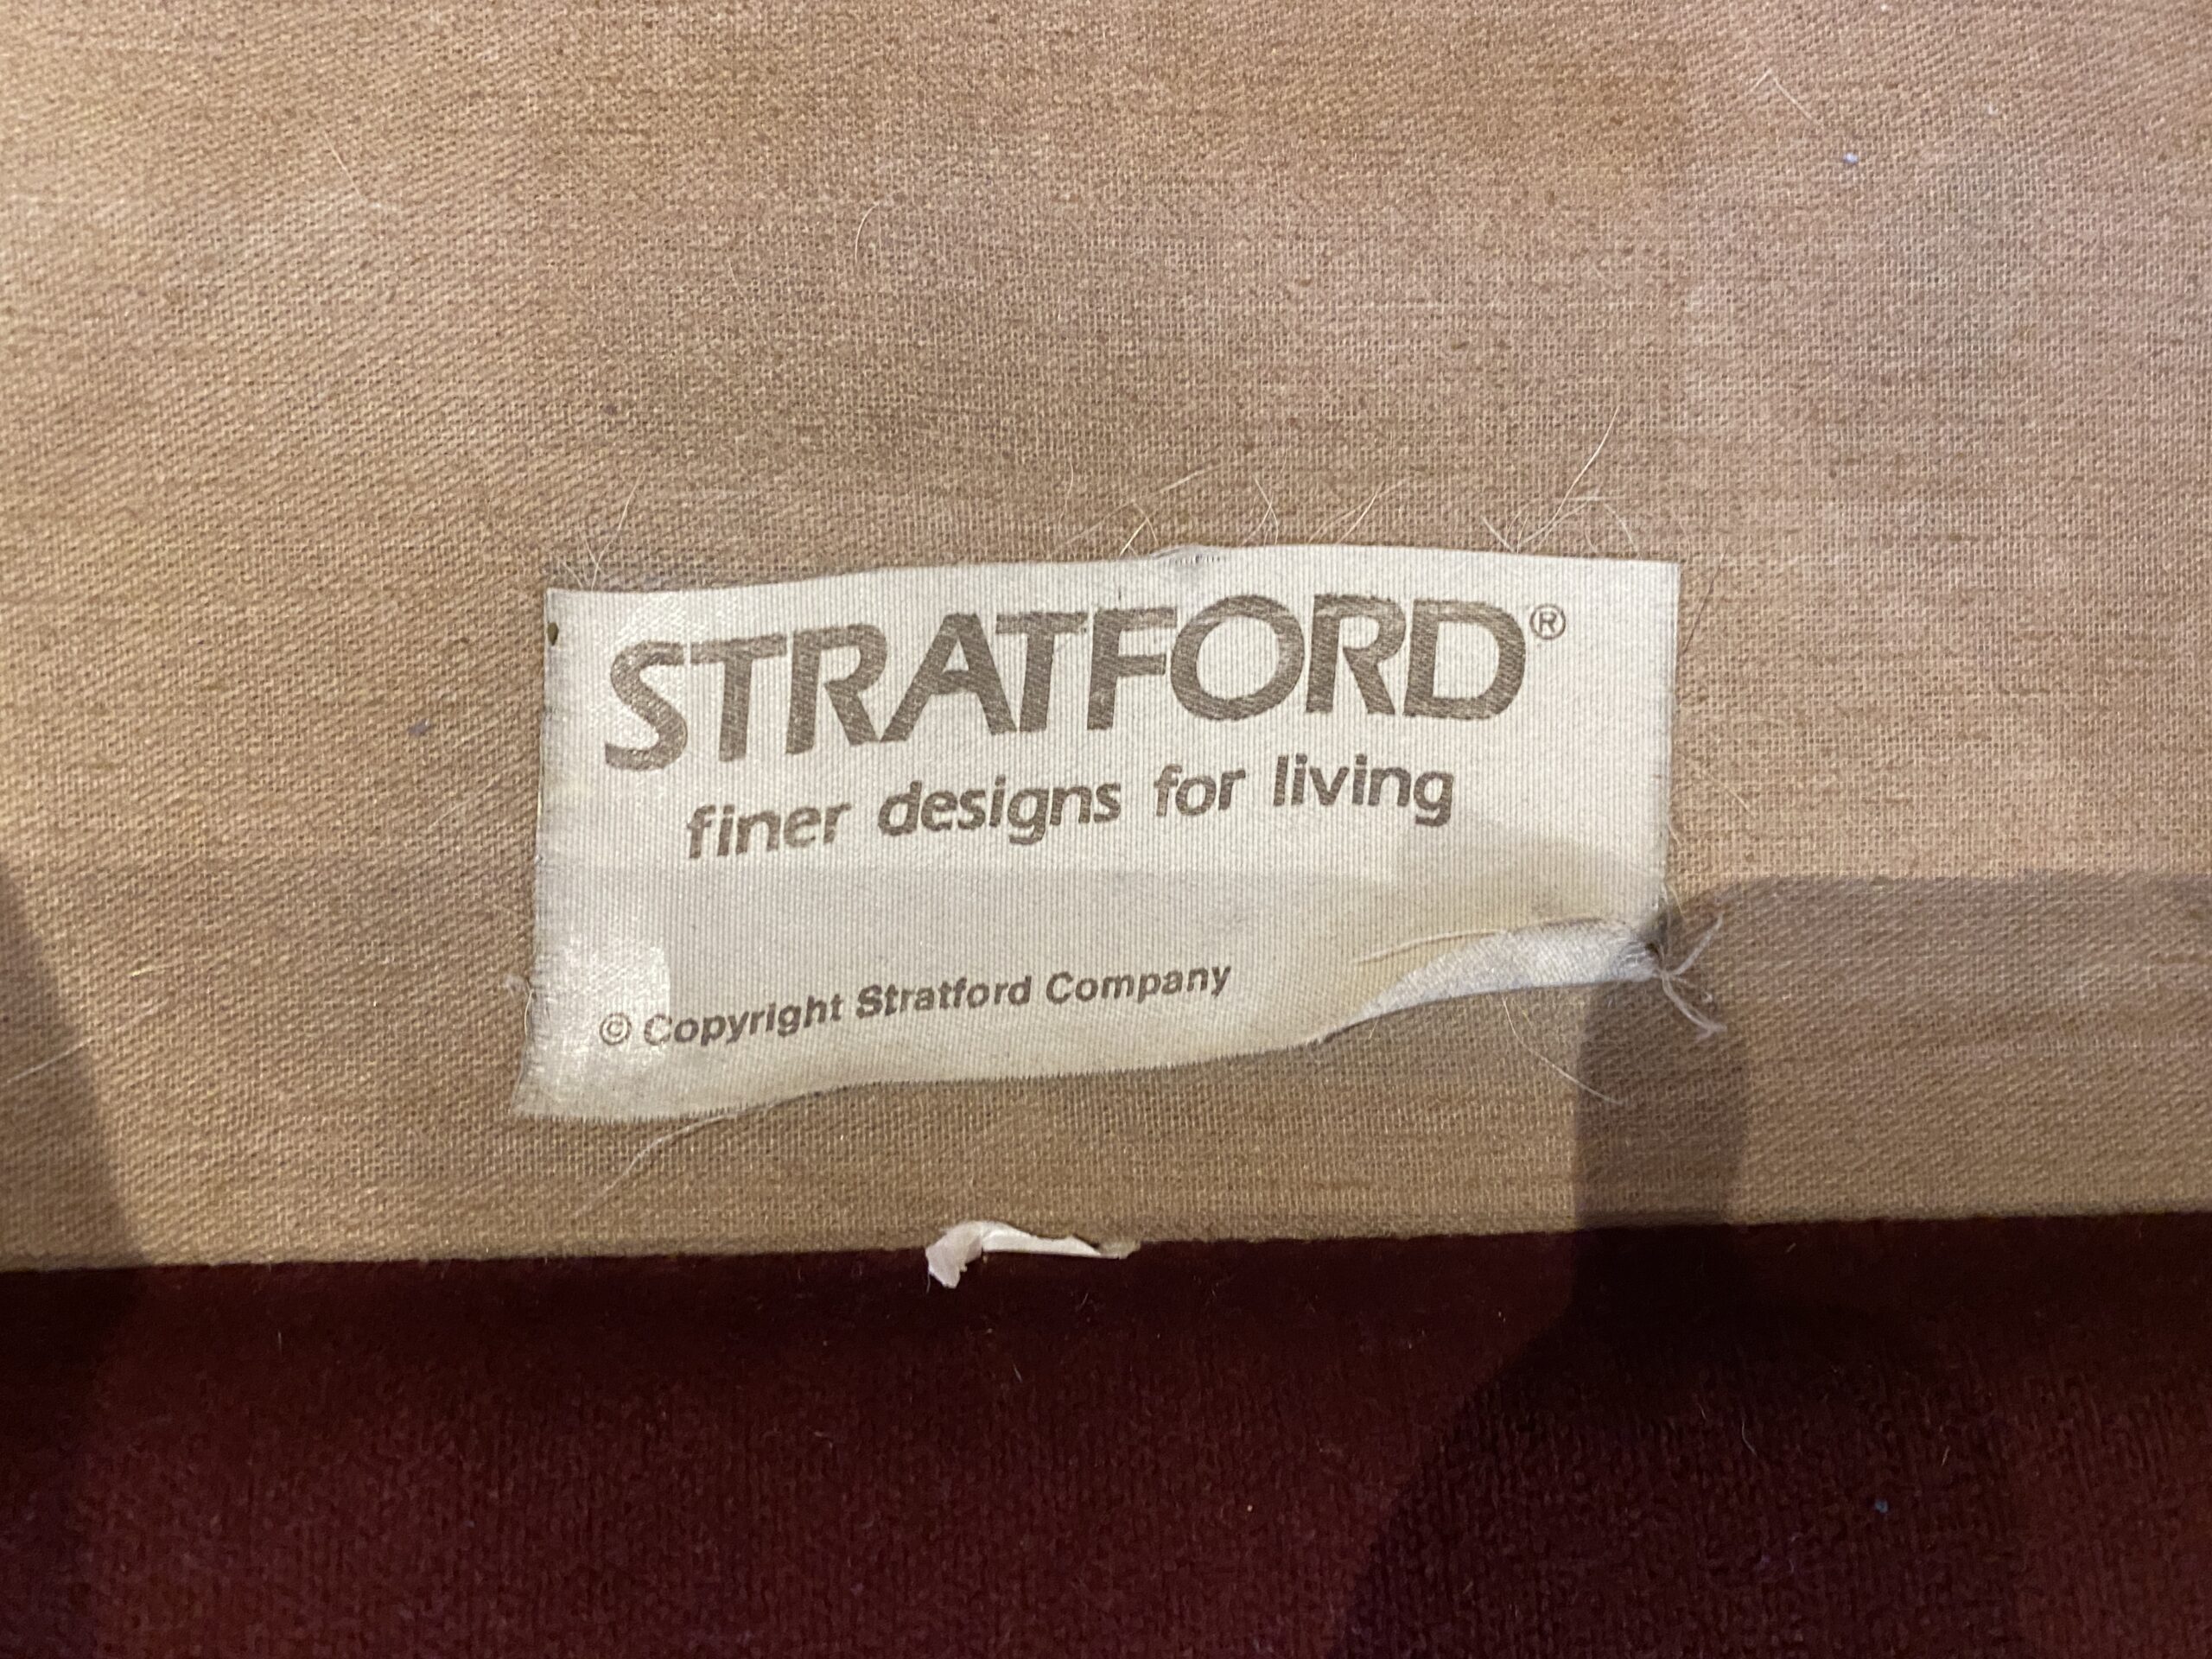 STRATFORD®
finer designs for living
© Copyright Stratford Company